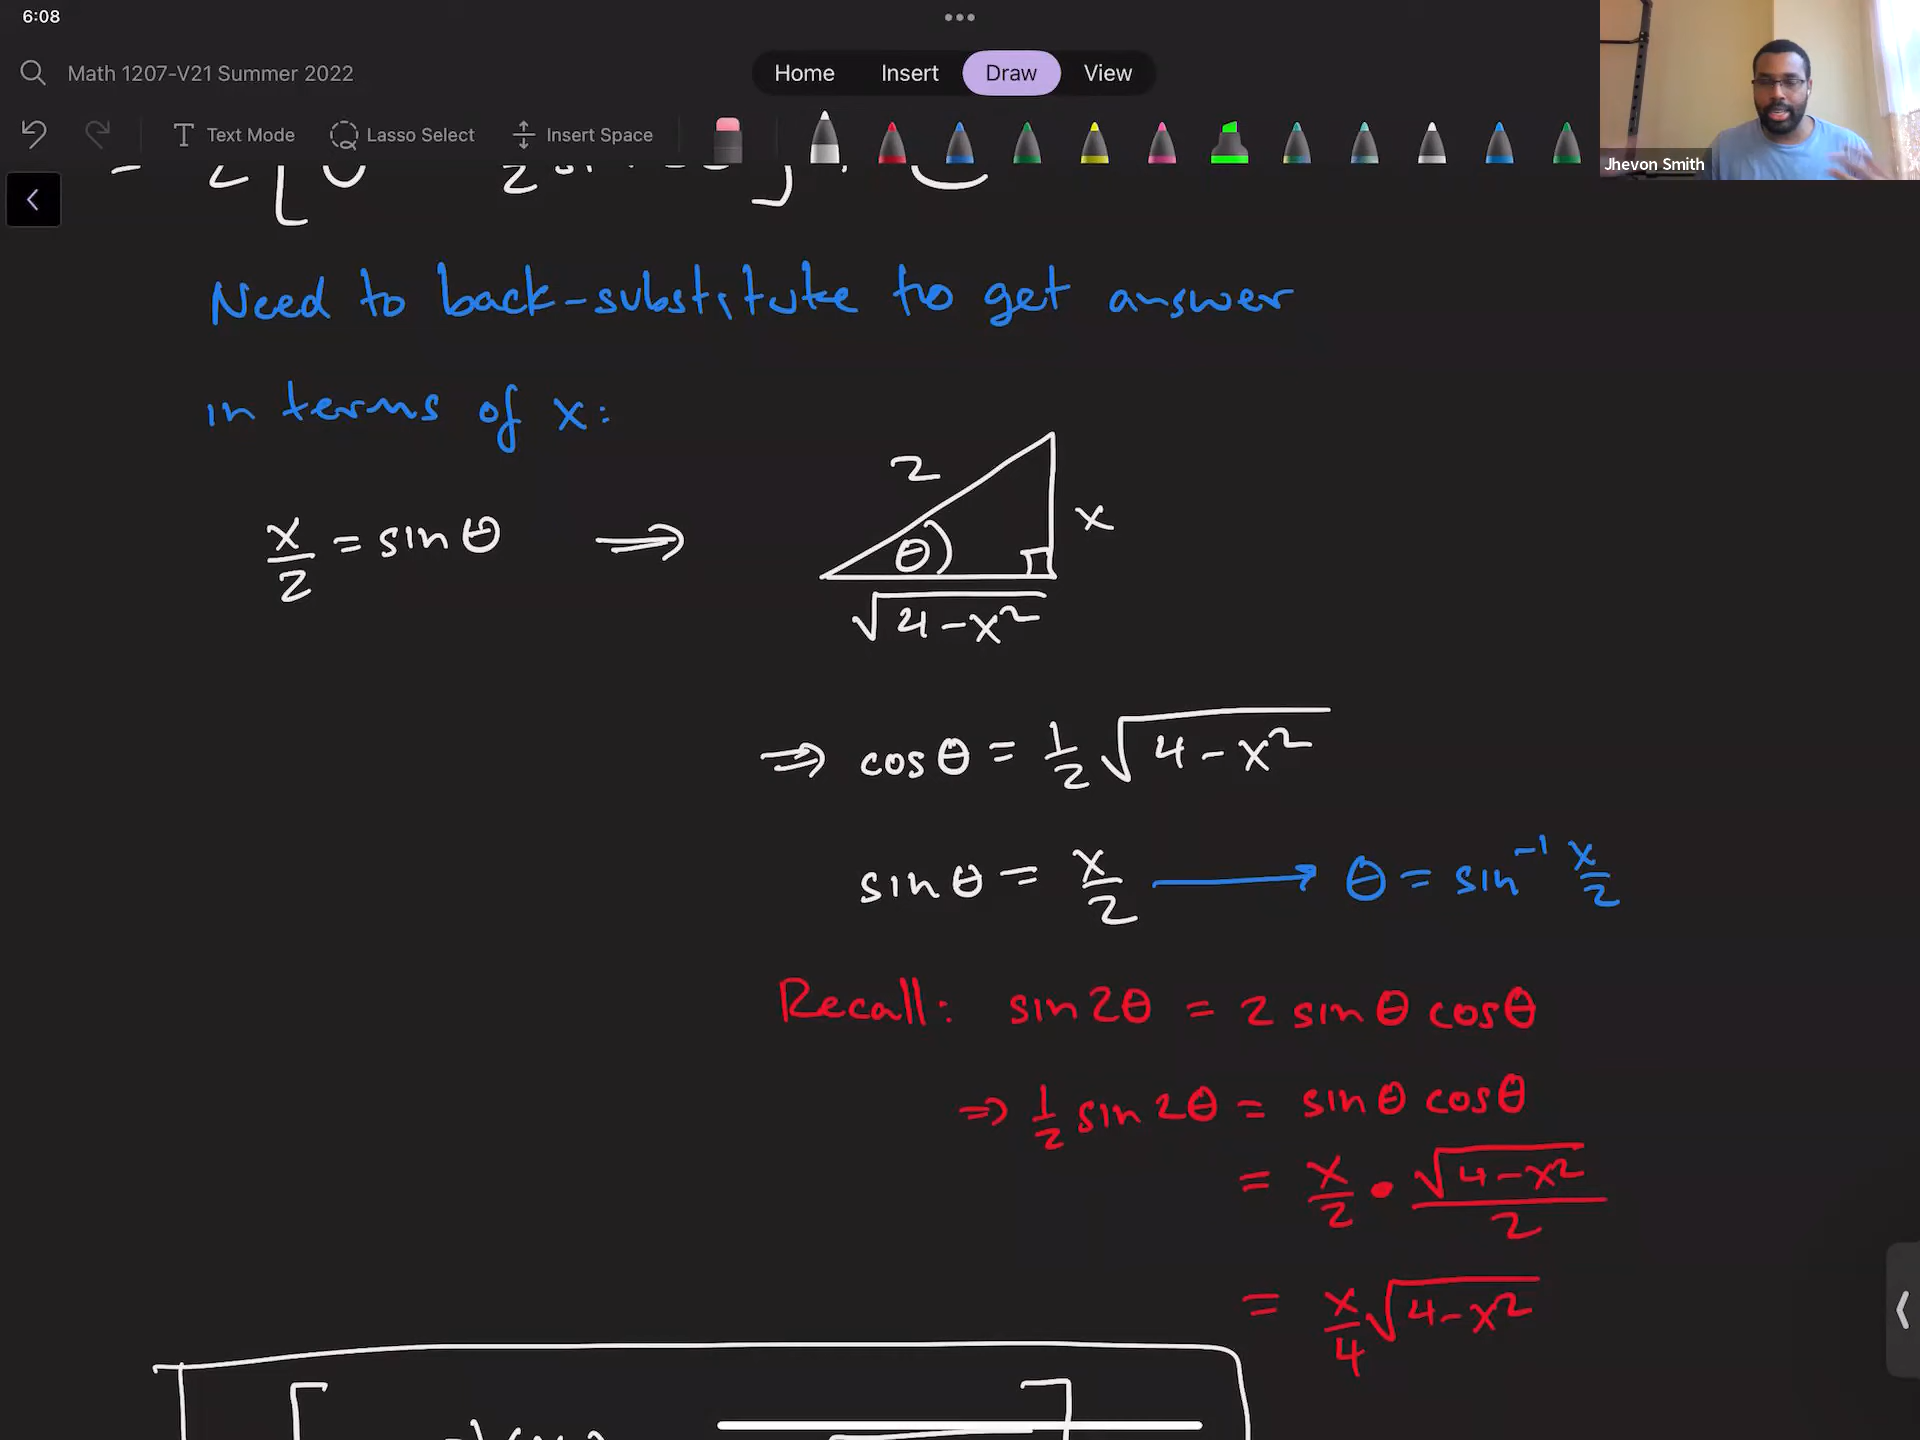 6:08
Math 1207-V21 Summer 2022
Home Insert Draw View
Text Mode Lasso Select Insert Space
Jhevon Smith
Need to back-substitute to get answer
in terms of x:
x/2 = sin θ ⇒
2
θ
x
√(4-x²)
⇒ cos θ = 1/2 √(4-x²)
sin θ = x/2 → θ = sin⁻¹ x/2
Recall: sin 2θ = 2 sin θ cos θ
⇒ 1/2 sin 2θ = sin θ cos θ
= x/2 • √(4-x²)/2
= x/4 √(4-x²)